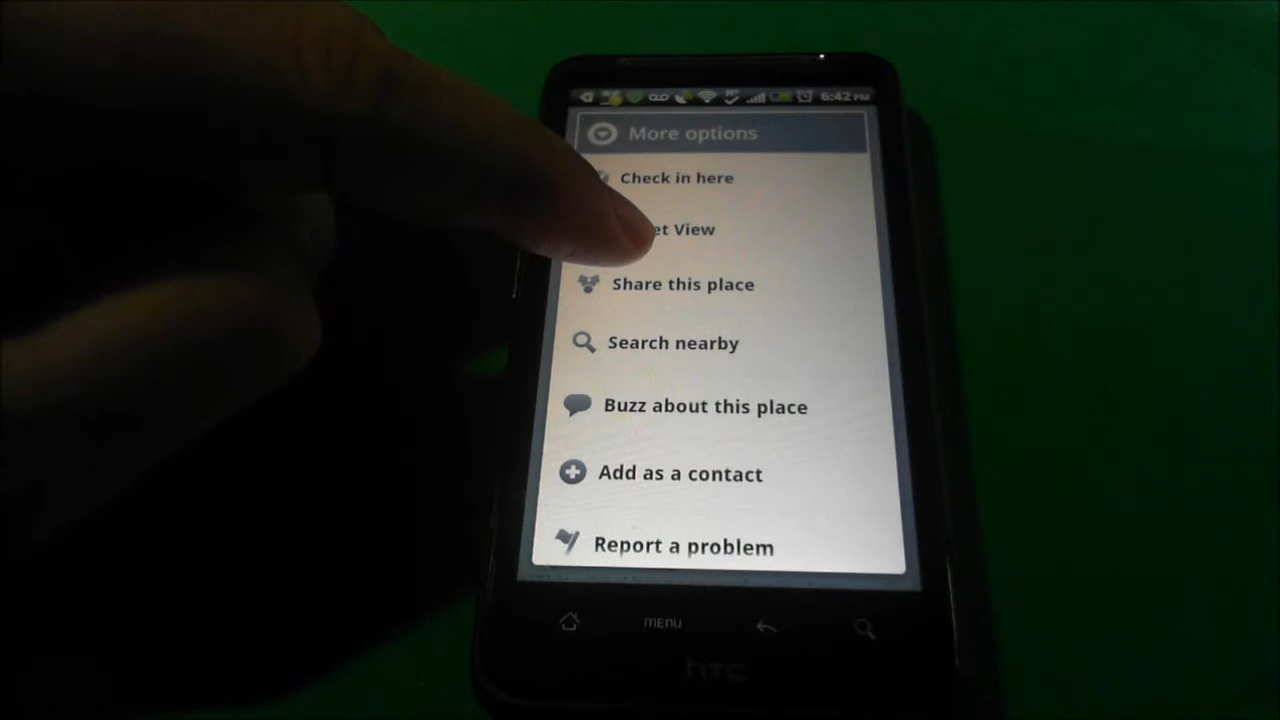 6:42 PM
More options
Check in here
et View
Share this place
Search nearby
Buzz about this place
Add as a contact
Report a problem
MENU
hTC